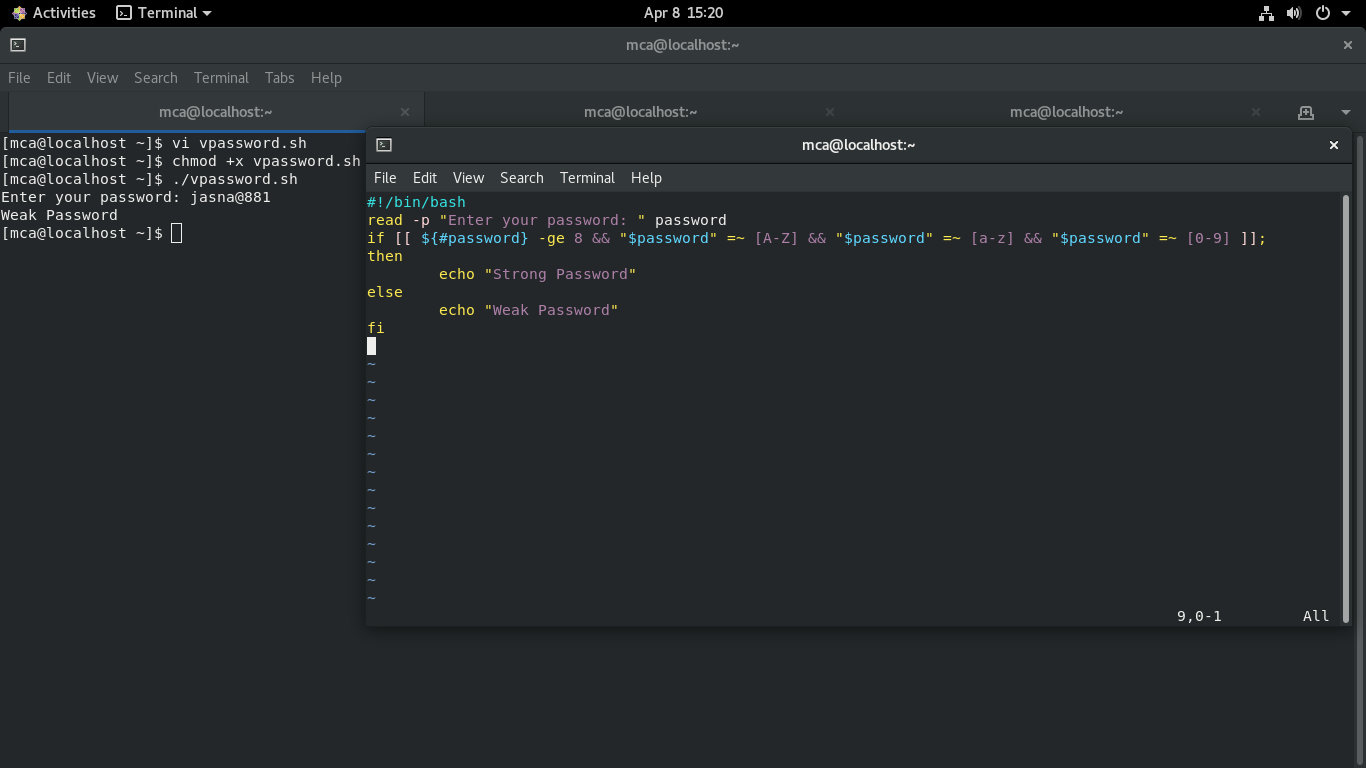 Activities Terminal Apr 8 15:20
mca@localhost:~
File Edit View Search Terminal Tabs Help
mca@localhost:~ mca@localhost:~ mca@localhost:~
[mca@localhost ~]$ vi vpassword.sh
[mca@localhost ~]$ chmod +x vpassword.sh
[mca@localhost ~]$ ./vpassword.sh
Enter your password: jasna@881
Weak Password
[mca@localhost ~]$
mca@localhost:~
File Edit View Search Terminal Help
#!/bin/bash
read -p "Enter your password: " password
if [[ ${#password} -ge 8 && "$password" =~ [A-Z] && "$password" =~ [a-z] && "$password" =~ [0-9] ]];
then
        echo "Strong Password"
else
        echo "Weak Password"
fi
~
~
~
~
~
~
~
~
~
~
~
~
~
~
9,0-1 All